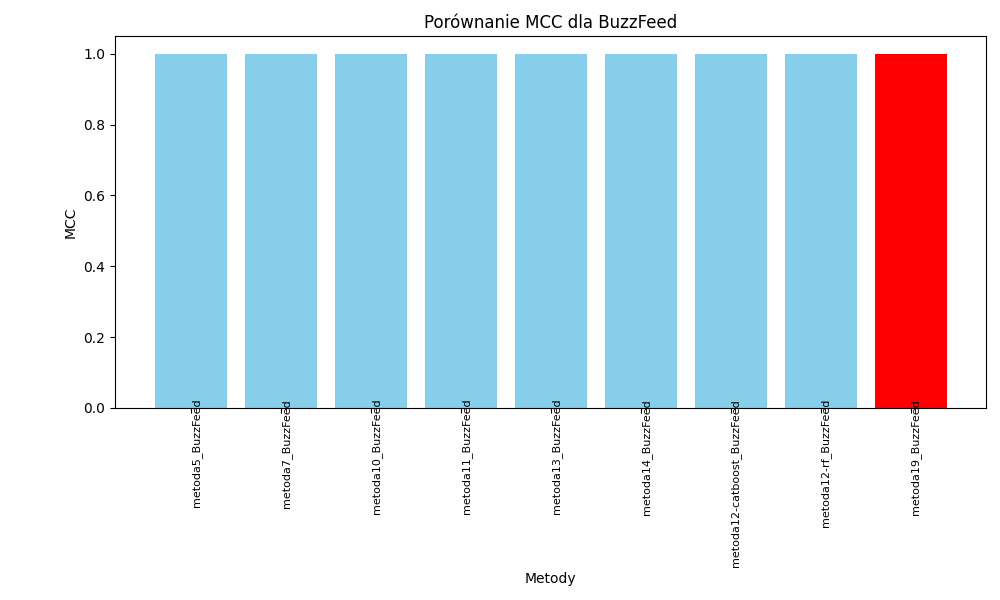 Porównanie MCC dla BuzzFeed
MCC
1.0
0.8
0.6
0.4
0.2
0.0
metoda5_BuzzFeed
metoda7_BuzzFeed
metoda10_BuzzFeed
metoda11_BuzzFeed
metoda13_BuzzFeed
metoda14_BuzzFeed
metoda12-catboost_BuzzFeed
metoda12-rf_BuzzFeed
metoda19_BuzzFeed
Metody